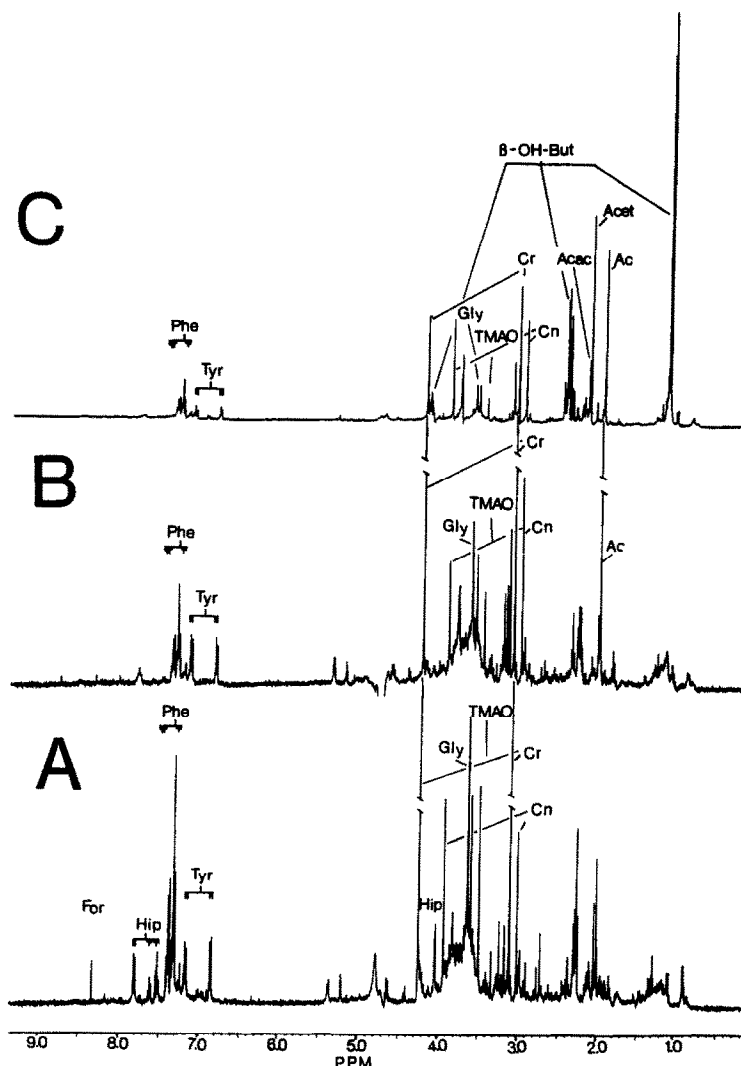 C
ß-OH-But
Acet
Cr
Acac
Ac
Gly
TMAO
Cn
Phe
Tyr
B
Cr
TMAO
Gly
Cn
Ac
Phe
Tyr
A
TMAO
Gly
Cr
Cn
Phe
Tyr
For
Hip
Hip
9.0 8.0 7.0 6.0 5.0 4.0 3.0 2.0 1.0
PPM